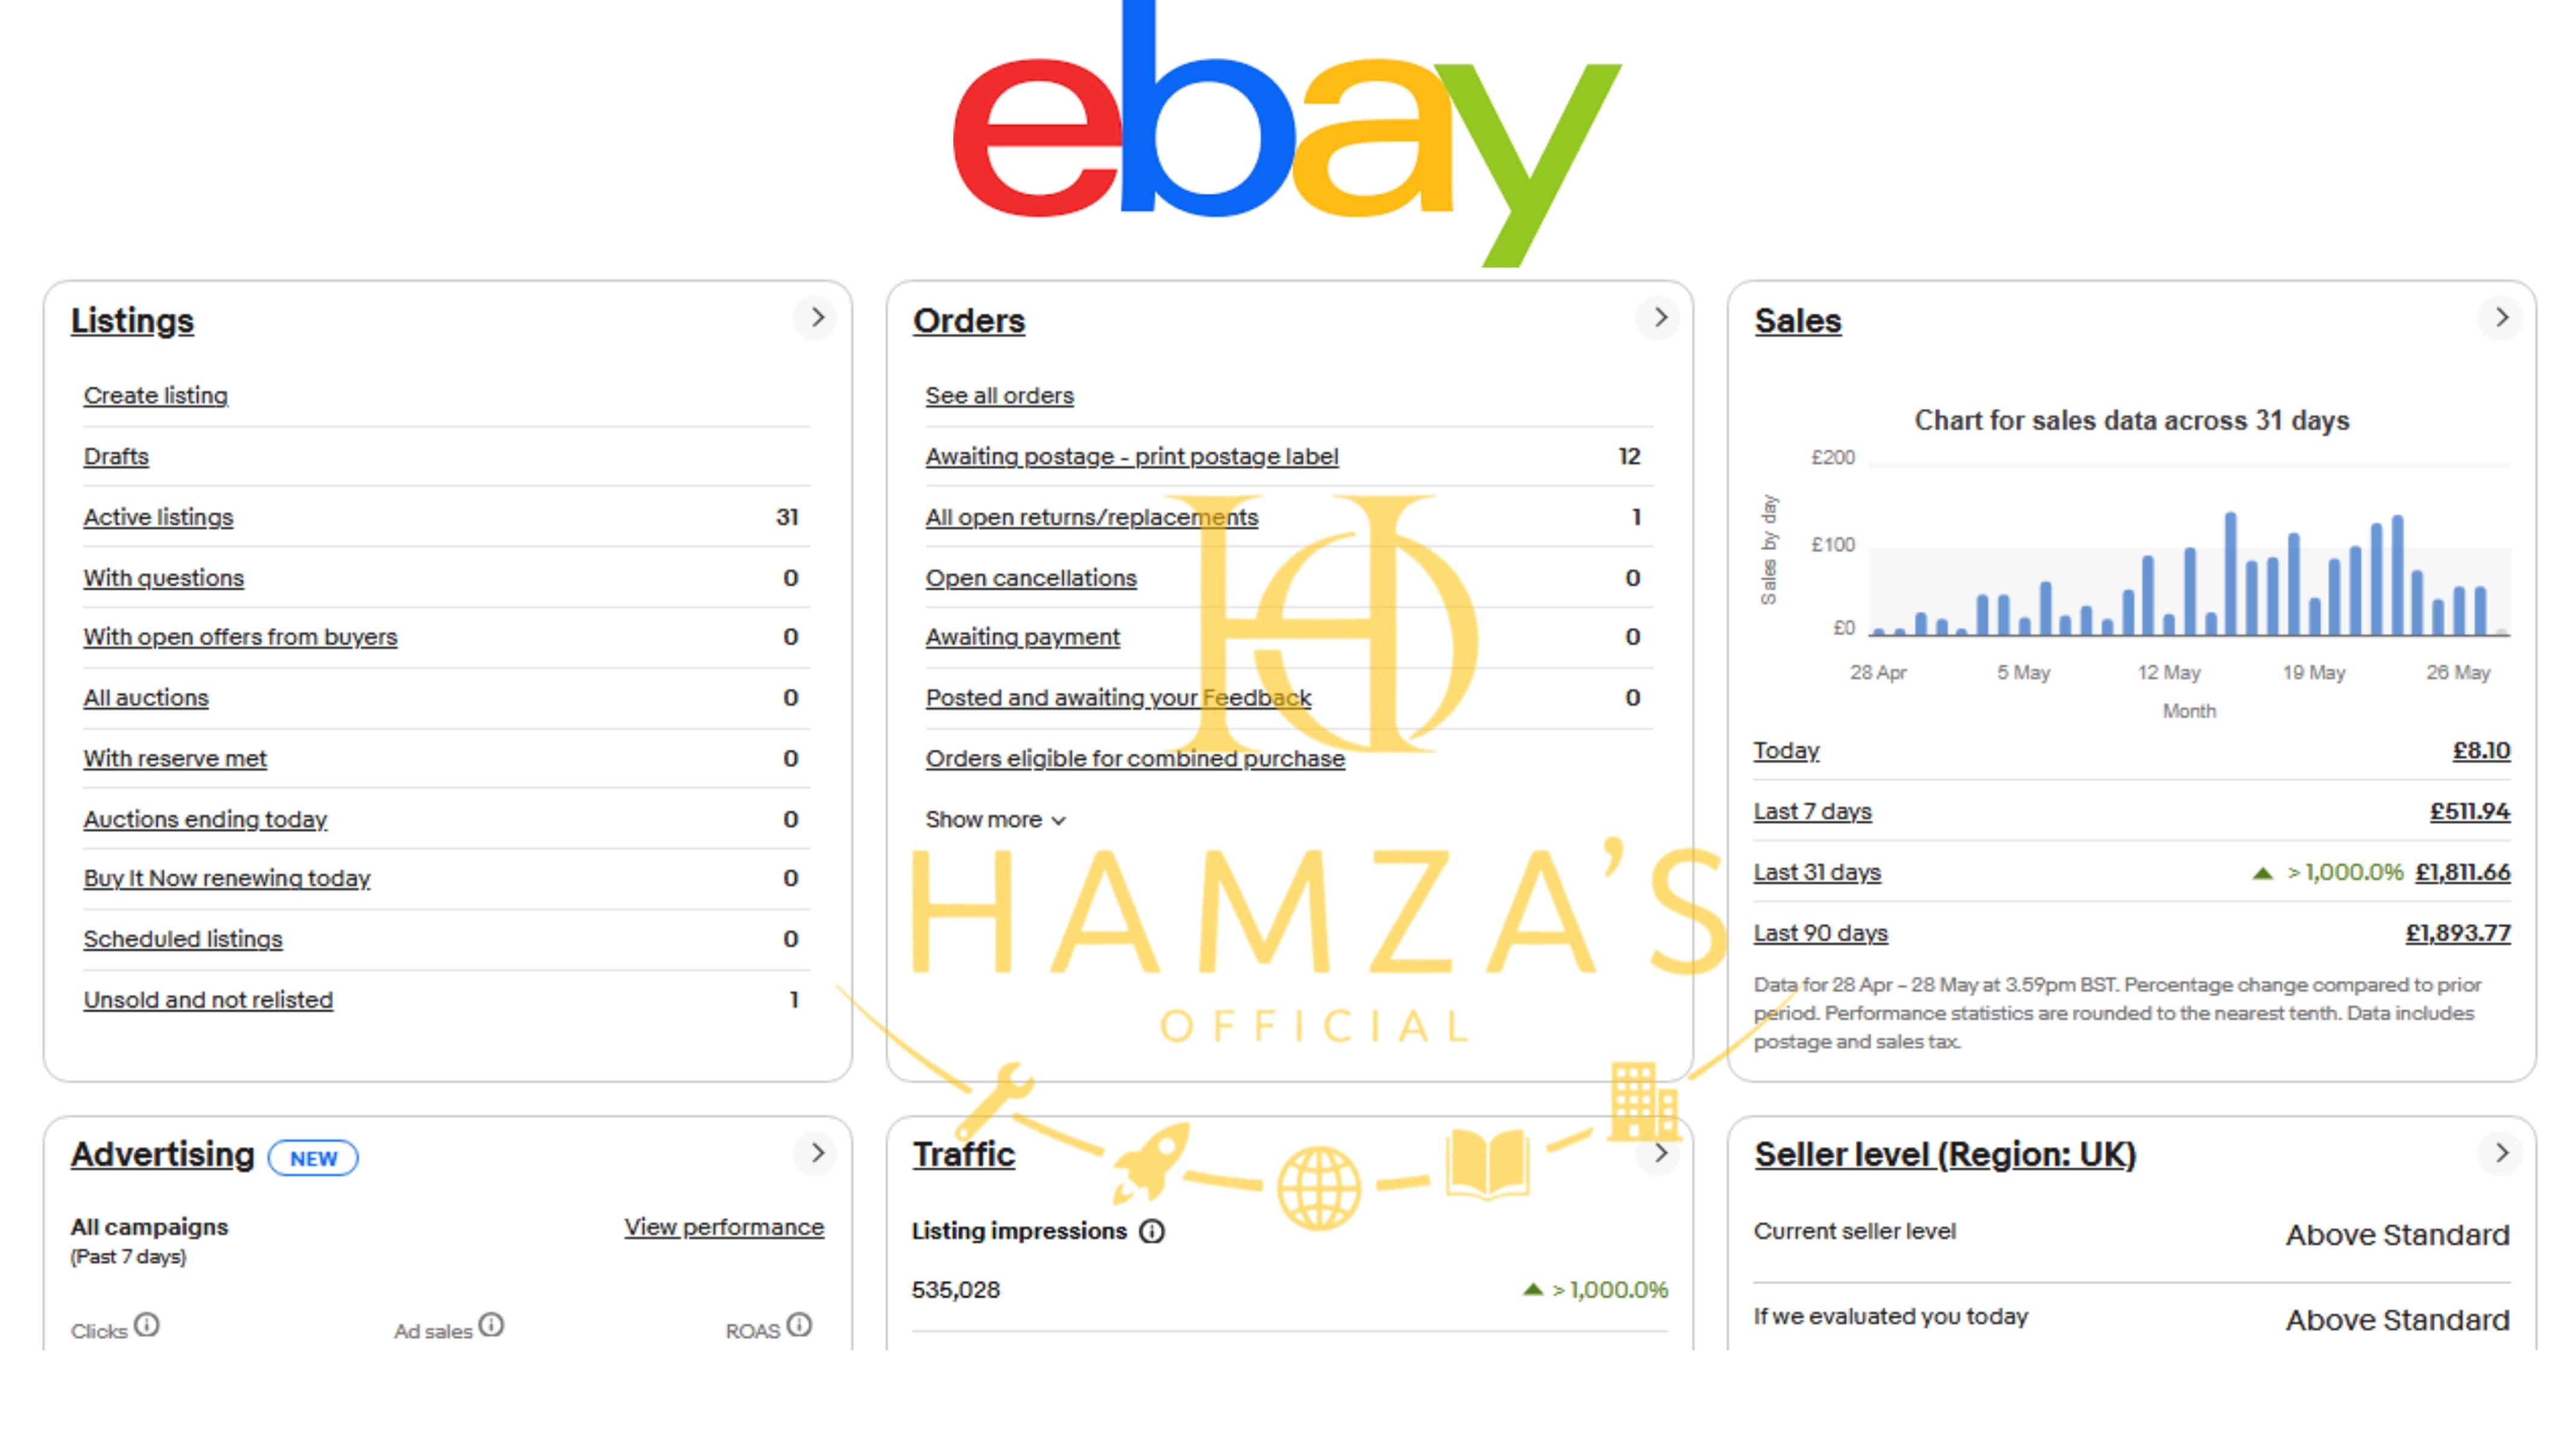 ebay
Listings
Create listing
Drafts
Active listings 31
With questions 0
With open offers from buyers 0
All auctions 0
With reserve met 0
Auctions ending today 0
Buy It Now renewing today 0
Scheduled listings 0
Unsold and not relisted 1
Orders
See all orders
Awaiting postage - print postage label 12
All open returns/replacements 1
Open cancellations 0
Awaiting payment 0
Posted and awaiting your Feedback 0
Orders eligible for combined purchase
Show more
HAMZA'S
OFFICIAL
Sales
Chart for sales data across 31 days
£200
£100
£0
Sales by day
28 Apr 5 May 12 May 19 May 26 May
Month
Today £8.10
Last 7 days £511.94
Last 31 days >1,000.0% £1,811.66
Last 90 days £1,893.77
Data for 28 Apr – 28 May at 3.59pm BST. Percentage change compared to prior
period. Performance statistics are rounded to the nearest tenth. Data includes
postage and sales tax.
Advertising NEW
All campaigns View performance
(Past 7 days)
Clicks Ad sales ROAS
Traffic
Listing impressions
535,028 >1,000.0%
Seller level (Region: UK)
Current seller level Above Standard
If we evaluated you today Above Standard